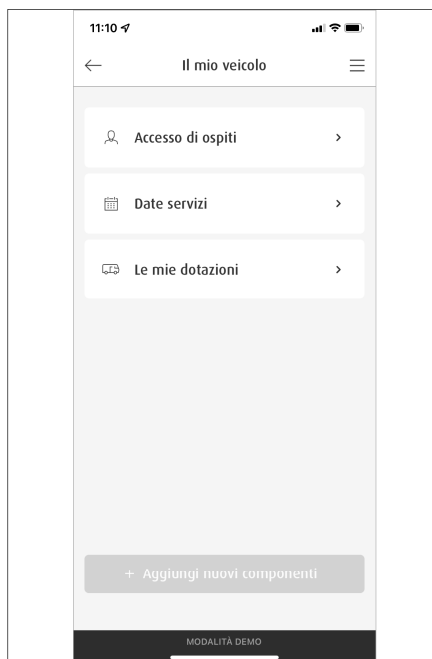 11:10
Il mio veicolo
Accesso di ospiti
Date servizi
Le mie dotazioni
+ Aggiungi nuovi componenti
MODALITÀ DEMO